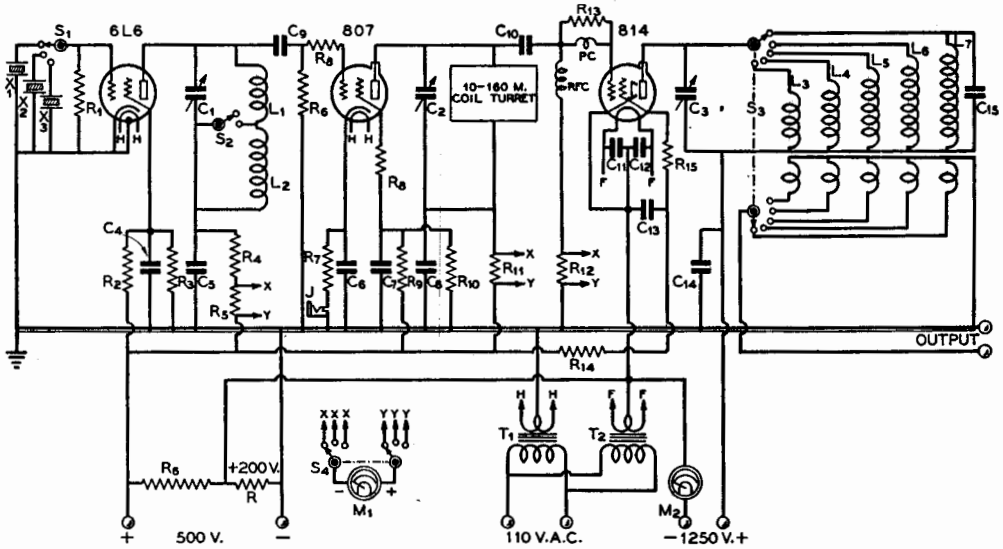 6L6
807
814
S1
C9
R8
C10
R13
PC
X1
X2
X3
R1
H H
C1
S2
L1
L2
R6
H H
R8
C2
10-160 M.
COIL TURRET
RFC
C11
C12
F
F
R15
C13
C3
S3
L3
L4
L5
L6
L7
C15
C4
R2
R3
C5
R4
X
R5
Y
R7
J
C6
C7
R9
C8
R10
R11
X
Y
R12
X
Y
C14
OUTPUT
R14
X X X
Y Y Y
S4
- +
M1
H H
T1
F F
T2
R6
+200 V.
R
M2
+ 500 V. -
110 V.A.C.
-1250 V.+